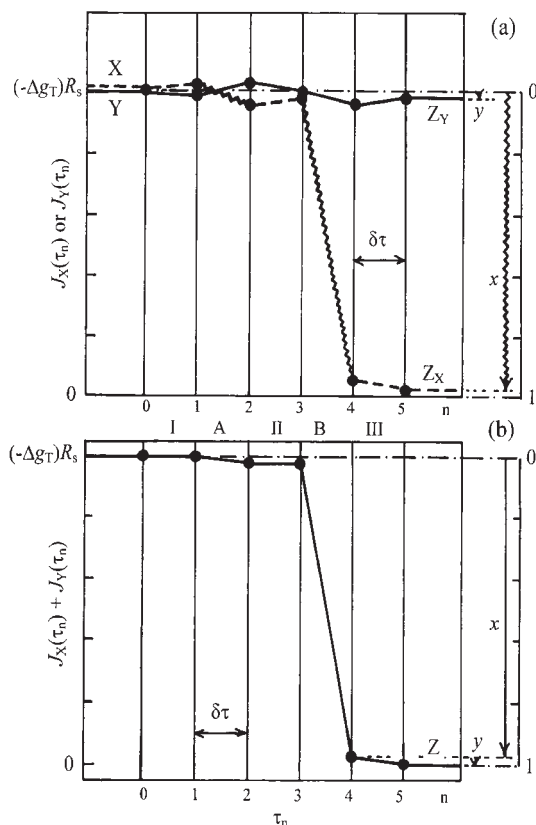 (a)
X
(-Δg_T)R_s
Y
0
Z_Y
y
J_X(τ_n) or J_Y(τ_n)
δτ
x
Z_X
0
1
0 1 2 3 4 5 n
I A II B III
(b)
(-Δg_T)R_s
0
J_X(τ_n) + J_Y(τ_n)
x
δτ
Z
y
0
1
0 1 2 3 4 5 n
τ_n